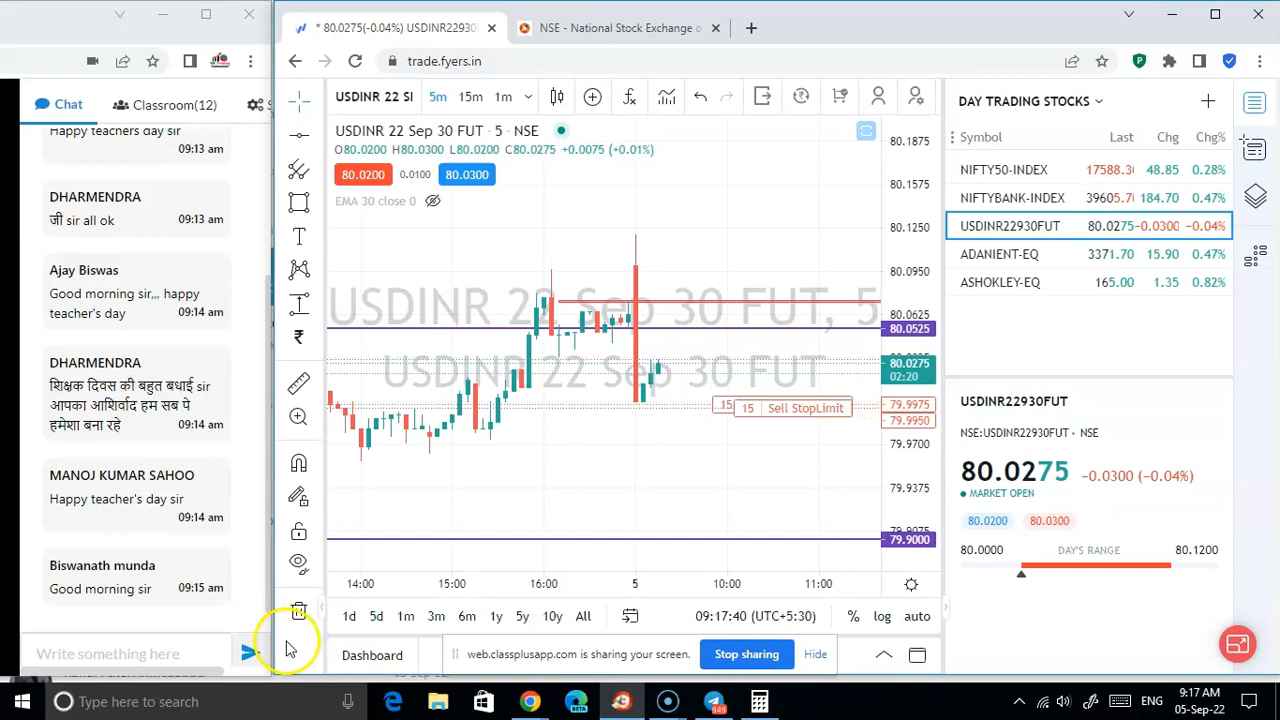 * 80.0275(-0.04%) USDINR22930
NSE - National Stock Exchange o
trade.fyers.in
Chat
Classroom(12)
Happy teachers day sir
09:13 am
DHARMENDRA
जी sir all ok
09:13 am
Ajay Biswas
Good morning sir,,, happy
teacher's day
09:14 am
DHARMENDRA
शिक्षक दिवस की बहुत बधाई sir
आपका आशिर्वाद हम सब पे
हमेशा बना रहे
09:14 am
MANOJ KUMAR SAHOO
Happy teacher's day sir
09:14 am
Biswanath munda
Good morning sir
09:15 am
Write something here
USDINR 22 SI
5m 15m 1m
USDINR 22 Sep 30 FUT · 5 · NSE
O80.0200 H80.0300 L80.0200 C80.0275 +0.0075 (+0.01%)
80.0200 0.0100 80.0300
EMA 30 close 0
USDINR 22 Sep 30 FUT, 5
USDINR 22 Sep 30 FUT
15
15 Sell StopLimit
80.1875
80.1575
80.1250
80.0950
80.0625
80.0525
80.0275
02:20
79.9975
79.9950
79.9700
79.9375
79.9075
79.9000
14:00 15:00 16:00 5 10:00 11:00
1d 5d 1m 3m 6m 1y 5y 10y All
09:17:40 (UTC+5:30)
% log auto
Dashboard
web.classplusapp.com is sharing your screen.
Stop sharing
Hide
DAY TRADING STOCKS
Symbol Last Chg Chg%
NIFTY50-INDEX 17588.3 48.85 0.28%
NIFTYBANK-INDEX 39605.7 184.70 0.47%
USDINR22930FUT 80.0275 -0.0300 -0.04%
ADANIENT-EQ 3371.70 15.90 0.47%
ASHOKLEY-EQ 165.00 1.35 0.82%
USDINR22930FUT
NSE:USDINR22930FUT • NSE
80.0275 -0.0300 (-0.04%)
MARKET OPEN
80.0200 80.0300
80.0000 DAY'S RANGE 80.1200
Type here to search
849
ENG
9:17 AM
05-Sep-22